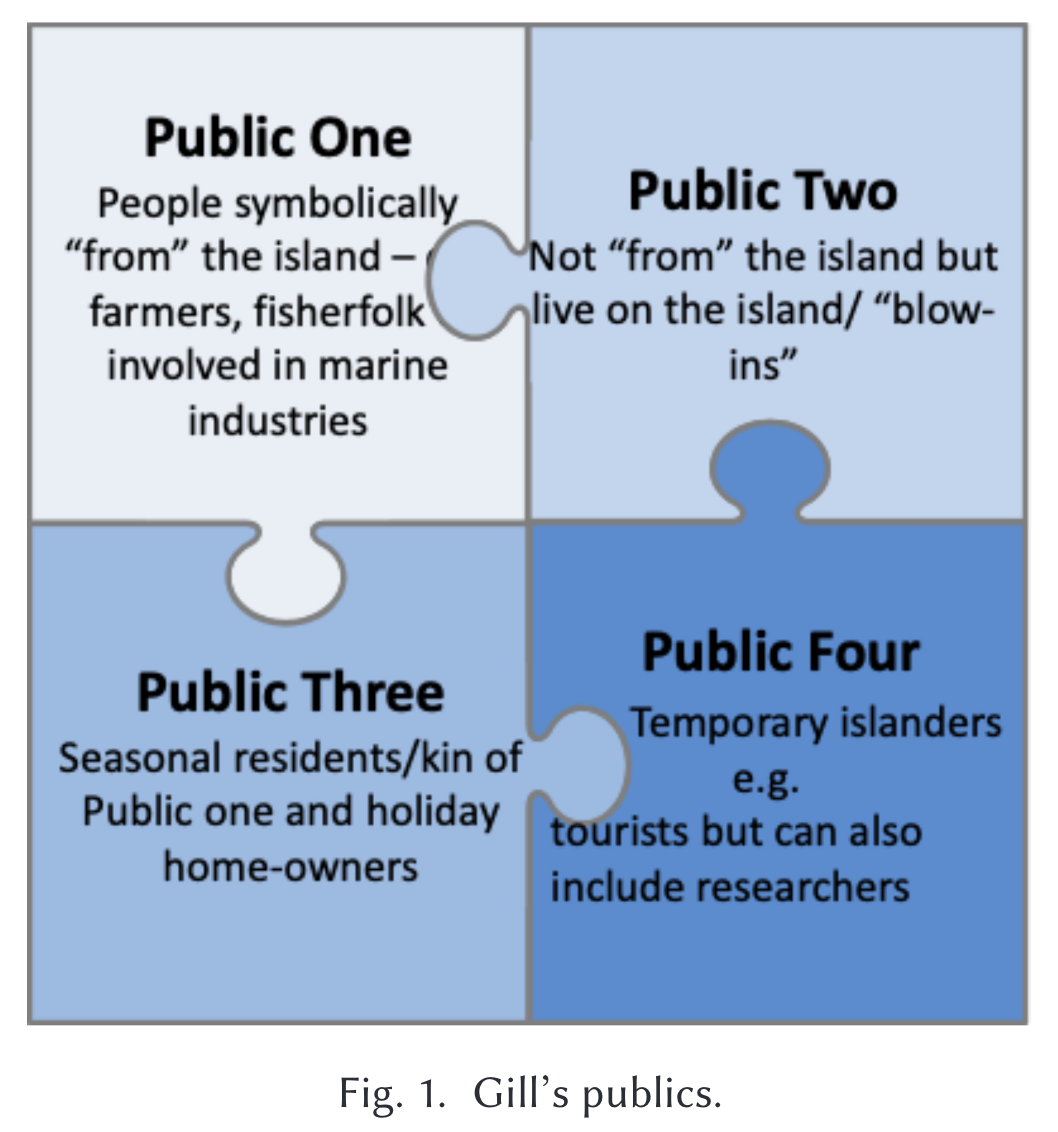 Public One
People symbolically
“from” the island –
farmers, fisherfolk
involved in marine
industries
Public Two
Not “from” the island but
live on the island/ “blow-
ins”
Public Three
Seasonal residents/kin of
Public one and holiday
home-owners
Public Four
Temporary islanders
e.g.
tourists but can also
include researchers
Fig. 1. Gill’s publics.